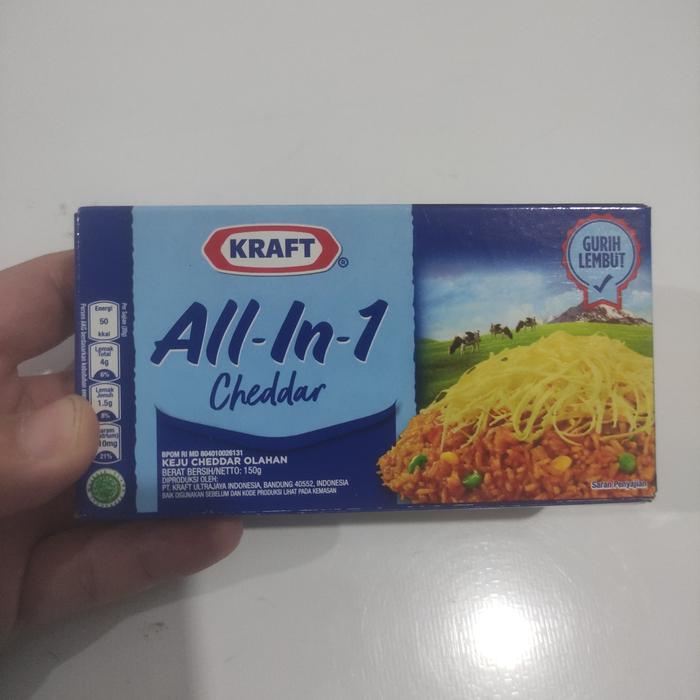 KRAFT
®
All-In-1
Cheddar
GURIH
LEMBUT
Energi
50
kkal
Lemak
Total
4g
6%
Lemak
Jenuh
1.5g
8%
21%
BPOM RI MD 804010026131
KEJU CHEDDAR OLAHAN
BERAT BERSIH/NETTO: 150g
DIPRODUKSI OLEH:
PT. KRAFT ULTRAJAYA INDONESIA, BANDUNG 40552, INDONESIA
BAIK DIGUNAKAN SEBELUM DAN KODE PRODUKSI LIHAT PADA KEMASAN
Saran Penyajian